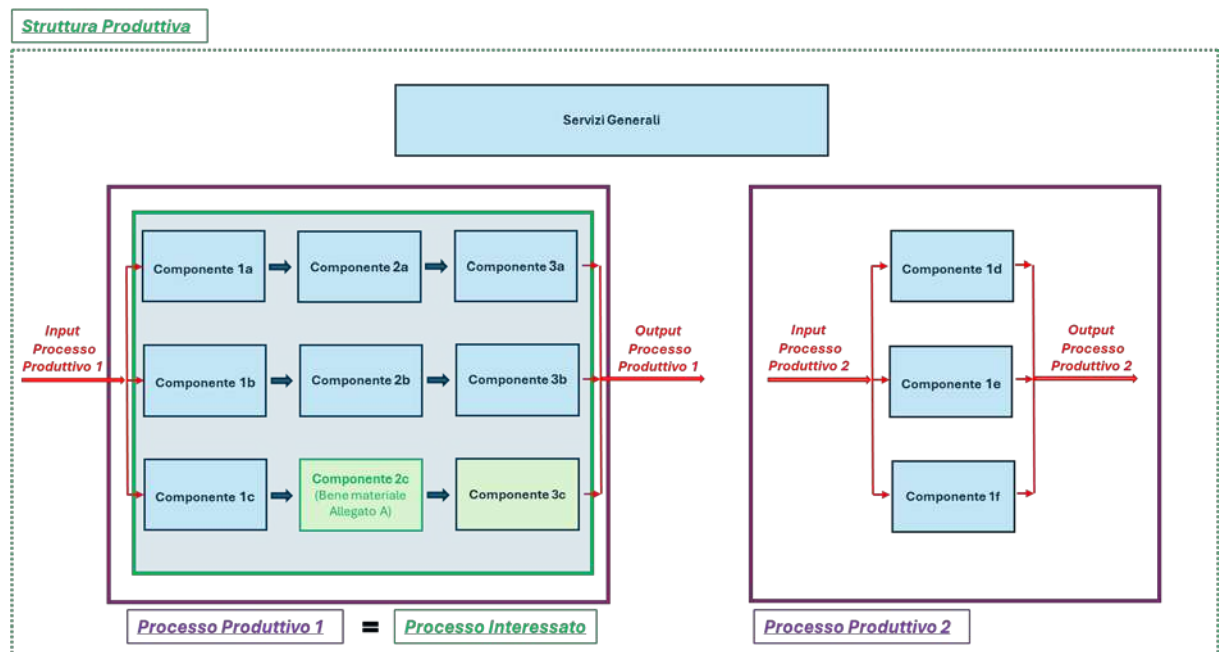 Struttura Produttiva
Servizi Generali
Componente 1a
Componente 2a
Componente 3a
Input
Processo
Produttivo 1
Componente 1b
Componente 2b
Componente 3b
Output
Processo
Produttivo 1
Componente 1c
Componente 2c
(Bene materiale
Allegato A)
Componente 3c
Processo Produttivo 1
=
Processo Interessato
Componente 1d
Input
Processo
Produttivo 2
Componente 1e
Output
Processo
Produttivo 2
Componente 1f
Processo Produttivo 2